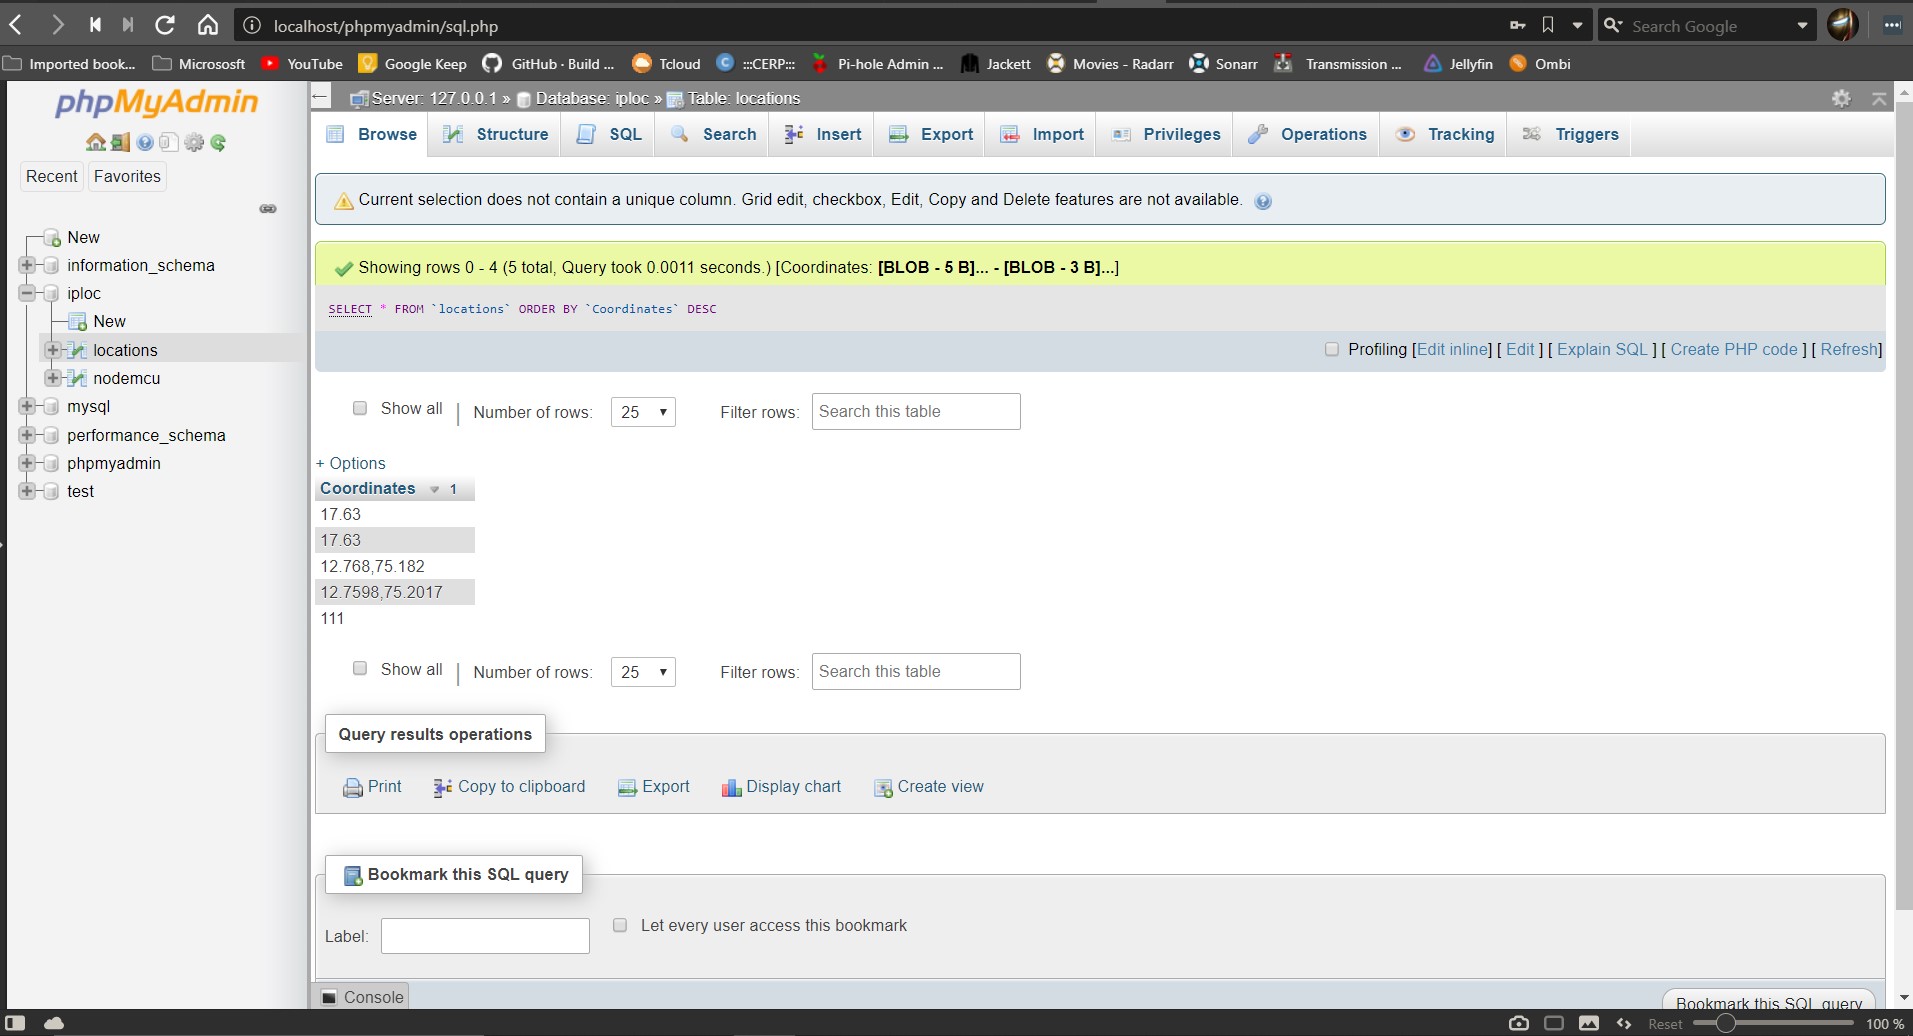 localhost/phpmyadmin/sql.php
Search Google
Imported book... Micrososft YouTube Google Keep GitHub · Build ... Tcloud :::CERP::: Pi-hole Admin ... Jackett Movies - Radarr Sonarr Transmission ... Jellyfin Ombi
phpMyAdmin
Recent Favorites
New
information_schema
iploc
New
locations
nodemcu
mysql
performance_schema
phpmyadmin
test
Server: 127.0.0.1 » Database: iploc » Table: locations
Browse Structure SQL Search Insert Export Import Privileges Operations Tracking Triggers
Current selection does not contain a unique column. Grid edit, checkbox, Edit, Copy and Delete features are not available.
Showing rows 0 - 4 (5 total, Query took 0.0011 seconds.) [Coordinates: [BLOB - 5 B]... - [BLOB - 3 B]...]
SELECT * FROM `locations` ORDER BY `Coordinates` DESC
Profiling [Edit inline] [ Edit ] [ Explain SQL ] [ Create PHP code ] [ Refresh]
Show all | Number of rows: 25 Filter rows: Search this table
+ Options
Coordinates 1
17.63
17.63
12.768,75.182
12.7598,75.2017
111
Show all | Number of rows: 25 Filter rows: Search this table
Query results operations
Print Copy to clipboard Export Display chart Create view
Bookmark this SQL query
Label: Let every user access this bookmark
Console
Bookmark this SQL query
Reset 100 %